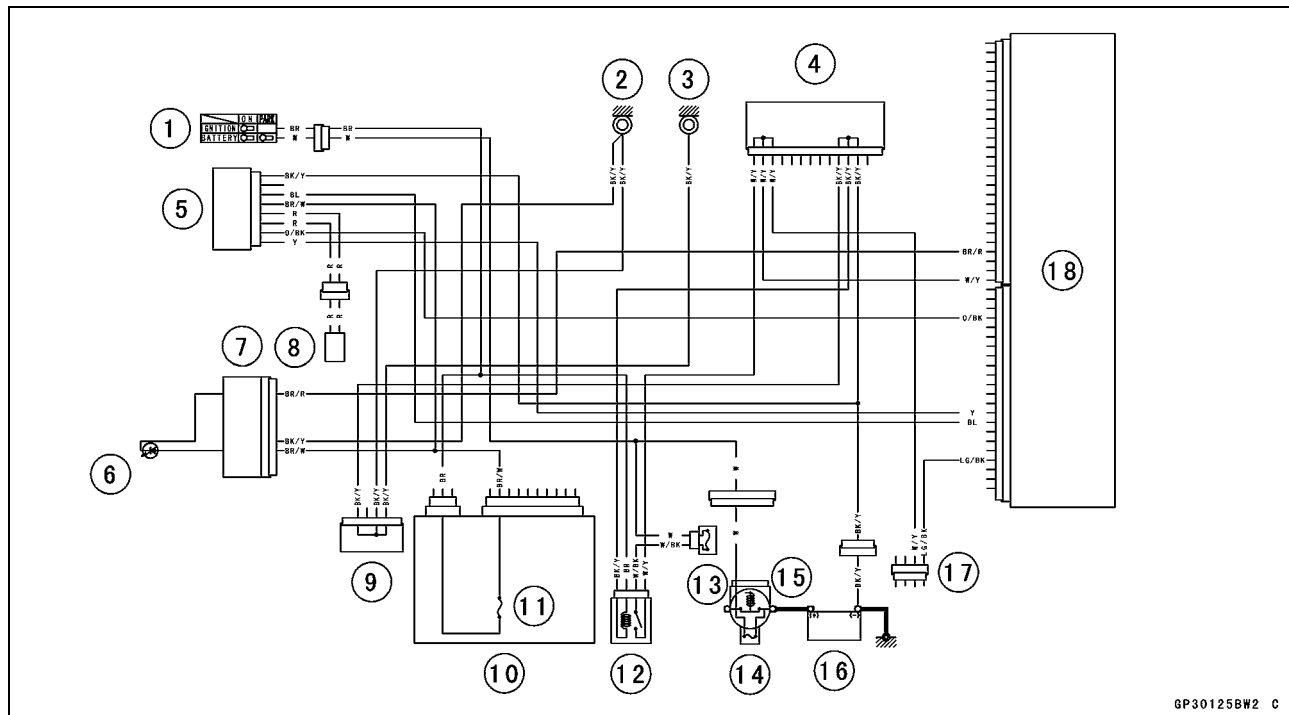 2
3
4
1
ON PARK
IGNITION
BATTERY
BR
W
BR
W
5
BK/Y
BL
BR/W
R
R
O/BK
Y
R
R
R
R
BK/Y
BK/Y
BK/Y
W/Y
W/Y
W/Y
BK/Y
BK/Y
BK/Y
18
BR/R
W/Y
O/BK
Y
BL
LG/BK
7
8
6
BR/R
BK/Y
BR/W
BK/Y
BK/Y
BK/Y
BR
BR/W
W
W
W
W/BK
BK/Y
BK/Y
W/Y
LG/BK
BK/Y
BR
W/BK
W/Y
9
11
10
12
13
15
14
(+)
(-)
16
17
GP30125BW2 C